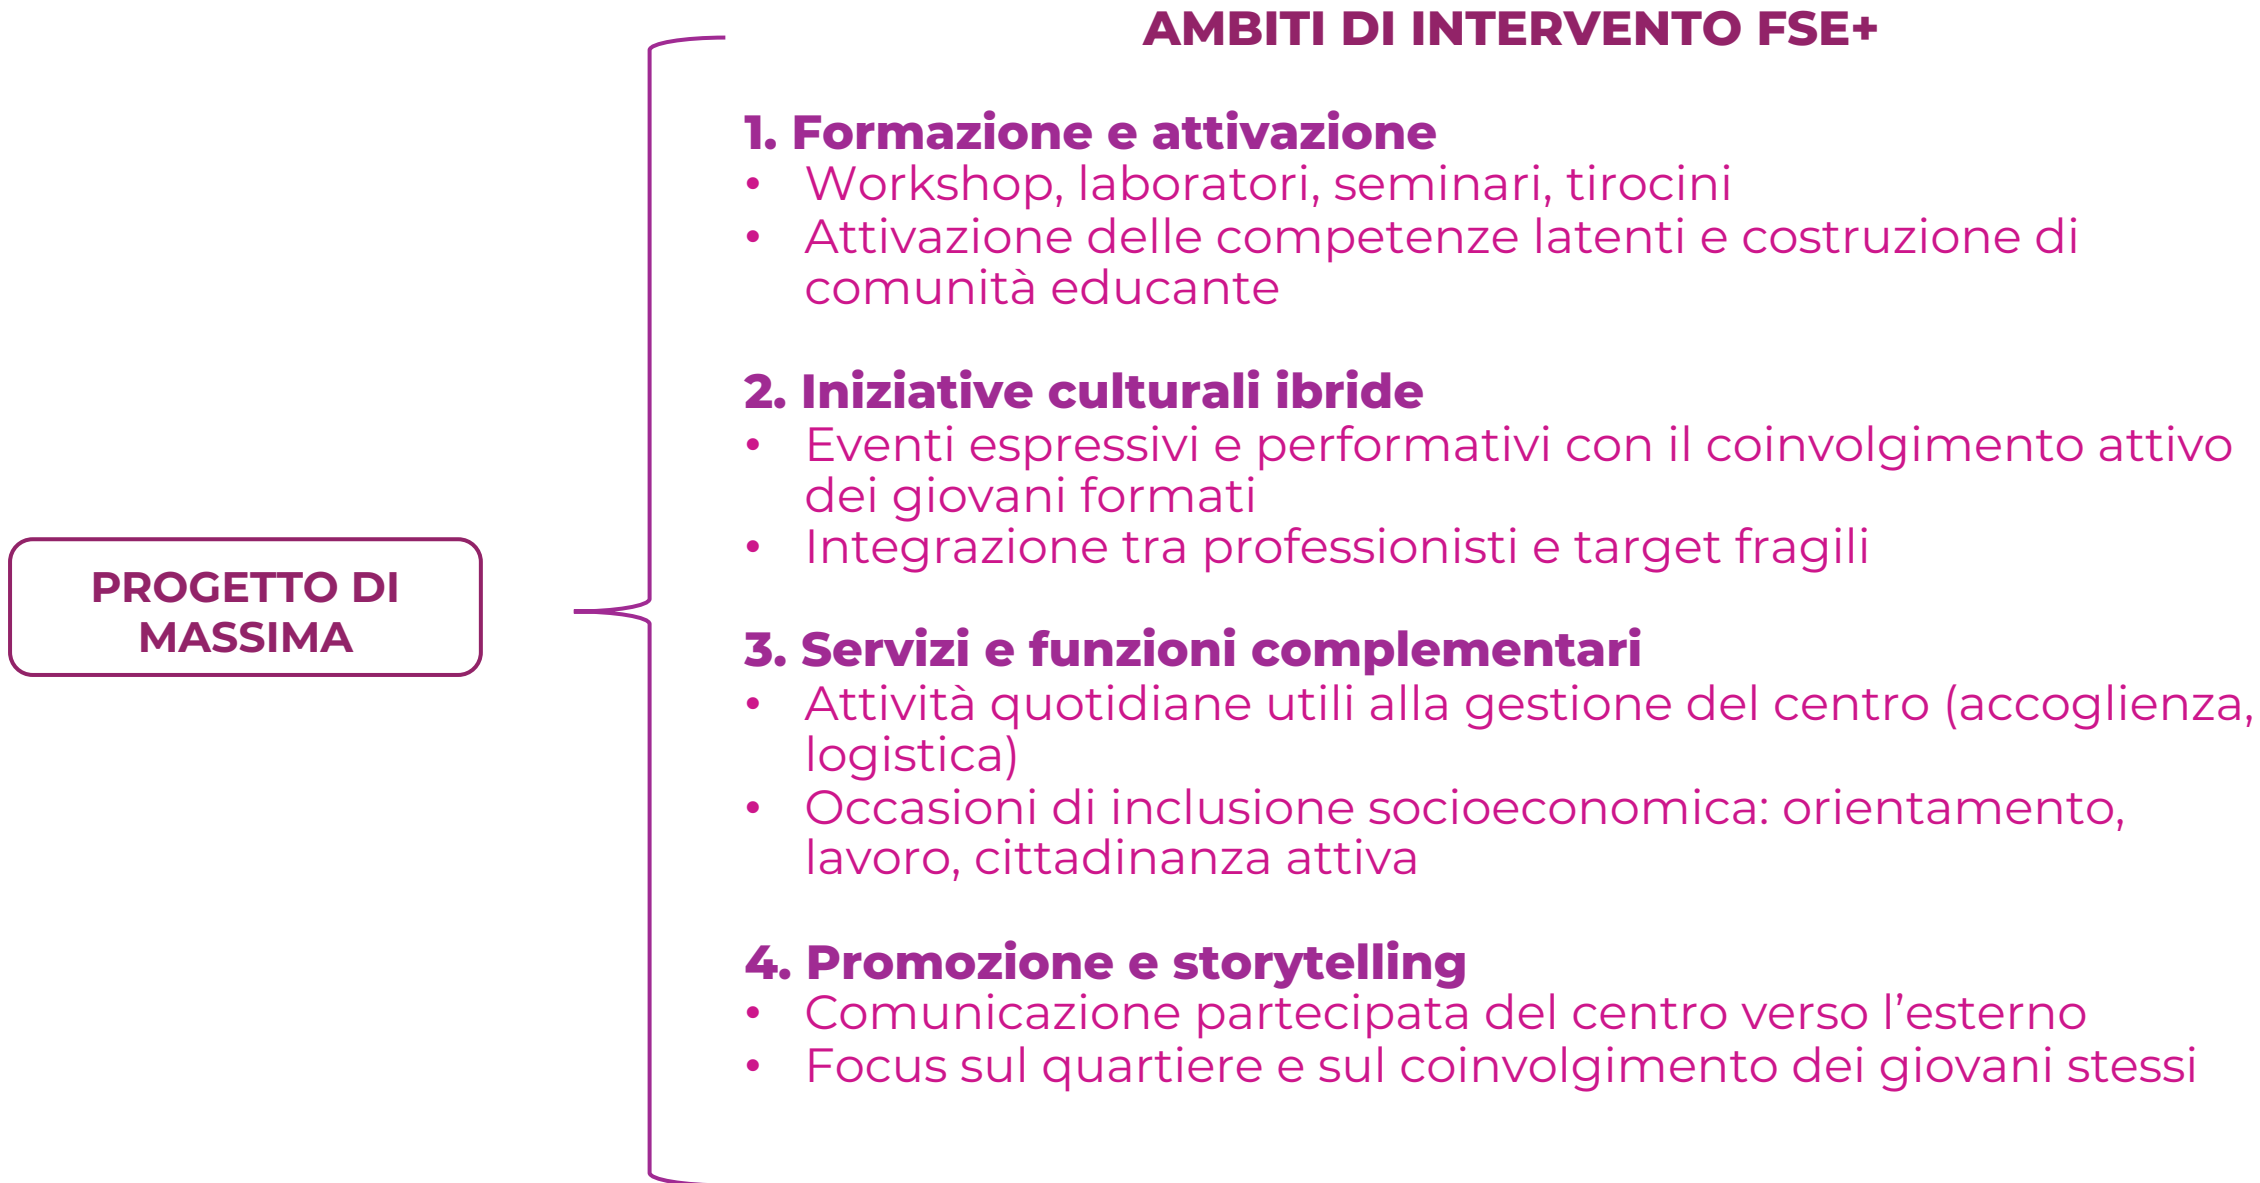 AMBITI DI INTERVENTO FSE+
1. Formazione e attivazione
• Workshop, laboratori, seminari, tirocini
• Attivazione delle competenze latenti e costruzione di
comunità educante
2. Iniziative culturali ibride
• Eventi espressivi e performativi con il coinvolgimento attivo
dei giovani formati
• Integrazione tra professionisti e target fragili
PROGETTO DI
MASSIMA
3. Servizi e funzioni complementari
• Attività quotidiane utili alla gestione del centro (accoglienza,
logistica)
• Occasioni di inclusione socioeconomica: orientamento,
lavoro, cittadinanza attiva
4. Promozione e storytelling
• Comunicazione partecipata del centro verso l’esterno
• Focus sul quartiere e sul coinvolgimento dei giovani stessi